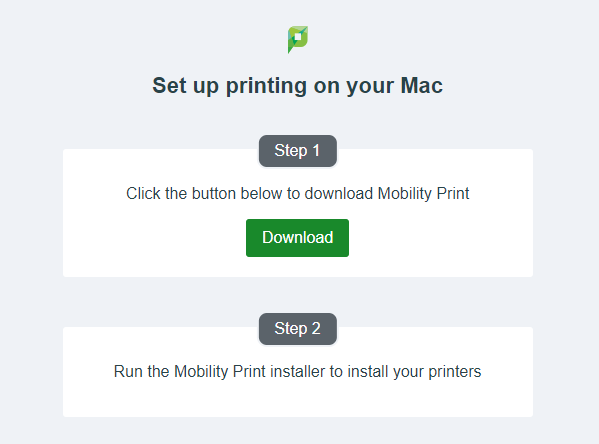 Set up printing on your Mac
Step 1
Click the button below to download Mobility Print
Download
Step 2
Run the Mobility Print installer to install your printers